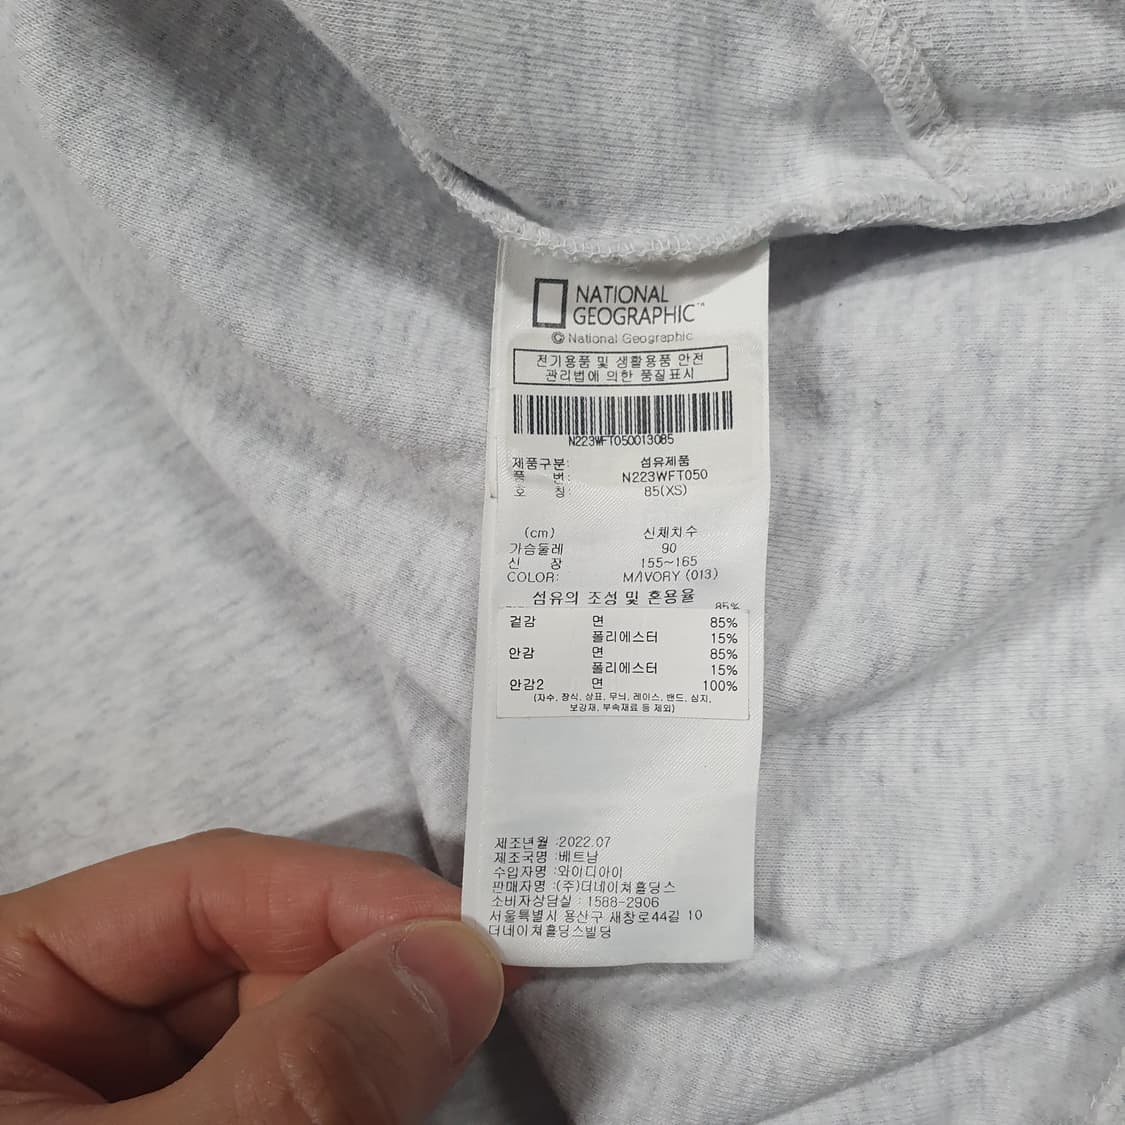 NATIONAL
GEOGRAPHIC™
© National Geographic
전기용품 및 생활용품 안전
관리법에 의한 품질표시
N223WFT050013085
제품구분: 섬유제품
품 번: N223WFT050
호 칭: 85(XS)
(cm) 신체치수
가슴둘레 90
신 장 155~165
COLOR: M/IVORY (013)
섬유의 조성 및 혼용율
85%
겉감 면 85%
폴리에스터 15%
안감 면 85%
폴리에스터 15%
안감2 면 100%
(자수, 장식, 상표, 무늬, 레이스, 밴드, 심지,
보강재, 부속재료 등 제외)
제조년월 :2022.07
제조국명 :베트남
수입자명 :와이디아이
판매자명 :(주)더네이쳐홀딩스
소비자상담실 : 1588-2906
서울특별시 용산구 새창로44길 10
더네이쳐홀딩스빌딩